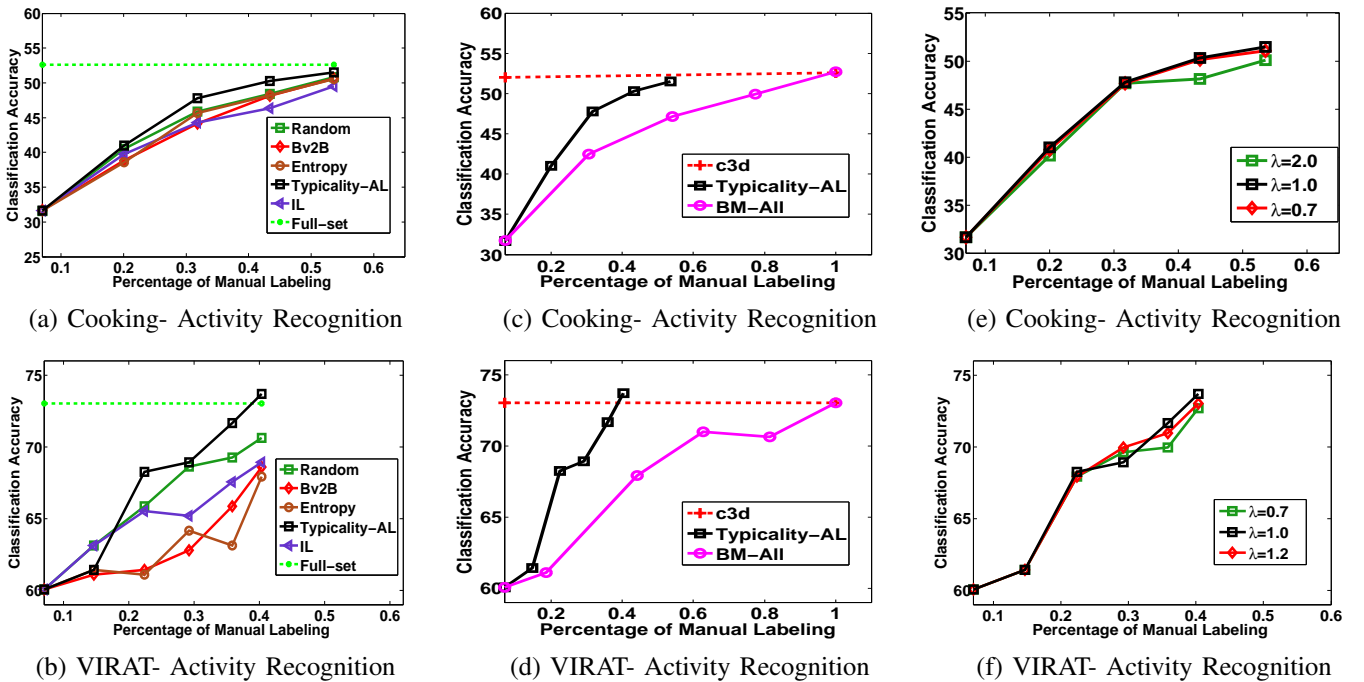 60
55
50
45
40
35
30
25
0.1 0.2 0.3 0.4 0.5 0.6
Classification Accuracy
Percentage of Manual Labeling
Random
Bv2B
Entropy
Typicality-AL
IL
Full-set
(a) Cooking- Activity Recognition
60
55
50
45
40
35
30
0.2 0.4 0.6 0.8 1
Classification Accuracy
Percentage of Manual Labeling
c3d
Typicality-AL
BM-All
(c) Cooking- Activity Recognition
55
50
45
40
35
30
0.1 0.2 0.3 0.4 0.5 0.6
Classification Accuracy
Percentage of Manual Labeling
λ=2.0
λ=1.0
λ=0.7
(e) Cooking- Activity Recognition
75
70
65
60
0.1 0.2 0.3 0.4 0.5 0.6
Classification Accuracy
Percentage of Manual Labeling
Random
Bv2B
Entropy
Typicality-AL
IL
Full-set
(b) VIRAT- Activity Recognition
75
70
65
60
0.2 0.4 0.6 0.8 1
Classification Accuracy
Percentage of Manual Labeling
c3d
Typicality-AL
BM-All
(d) VIRAT- Activity Recognition
75
70
65
60
0.1 0.2 0.3 0.4 0.5 0.6
Classification Accuracy
Percentage of Manual Labeling
λ=0.7
λ=1.0
λ=1.2
(f) VIRAT- Activity Recognition